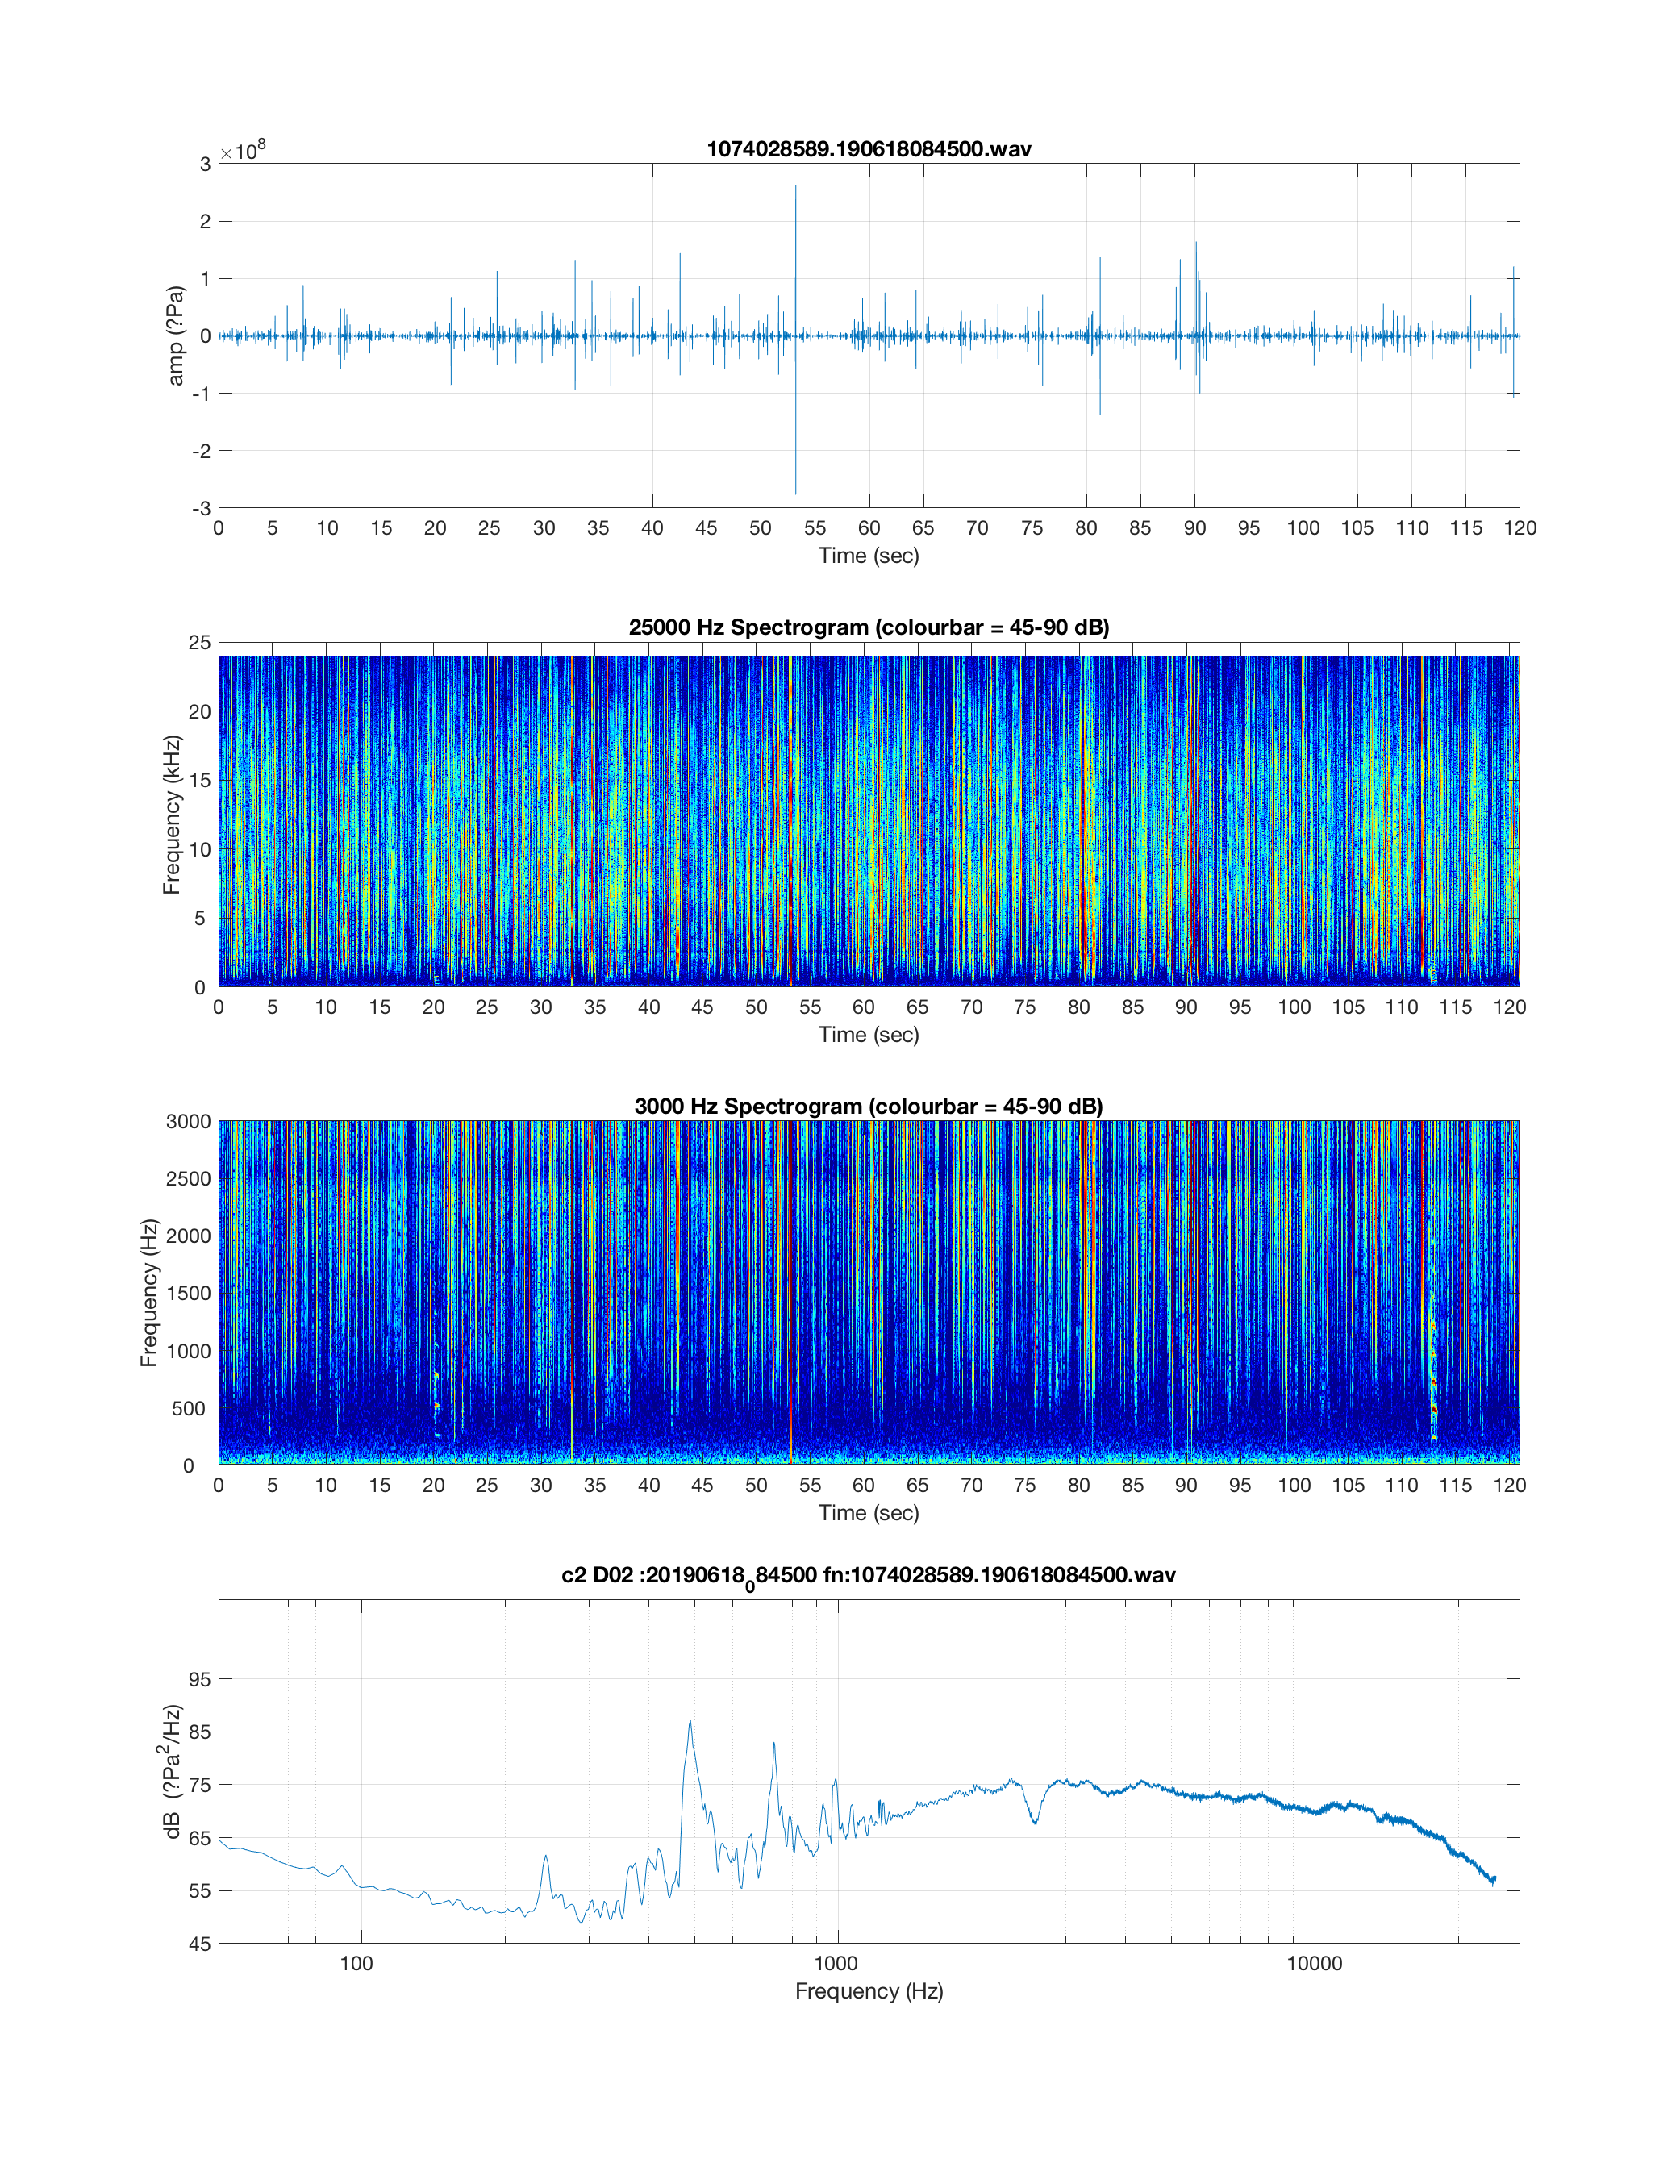 1074028589.190618084500.wav
×10^8
3
2
1
0
-1
-2
-3
amp (?Pa)
0 5 10 15 20 25 30 35 40 45 50 55 60 65 70 75 80 85 90 95 100 105 110 115 120
Time (sec)
25000 Hz Spectrogram (colourbar = 45-90 dB)
25
20
15
10
5
0
Frequency (kHz)
0 5 10 15 20 25 30 35 40 45 50 55 60 65 70 75 80 85 90 95 100 105 110 115 120
Time (sec)
3000 Hz Spectrogram (colourbar = 45-90 dB)
3000
2500
2000
1500
1000
500
0
Frequency (Hz)
0 5 10 15 20 25 30 35 40 45 50 55 60 65 70 75 80 85 90 95 100 105 110 115 120
Time (sec)
c2 D02 :20190618_084500 fn:1074028589.190618084500.wav
95
85
75
65
55
45
dB (?Pa^2/Hz)
100 1000 10000
Frequency (Hz)